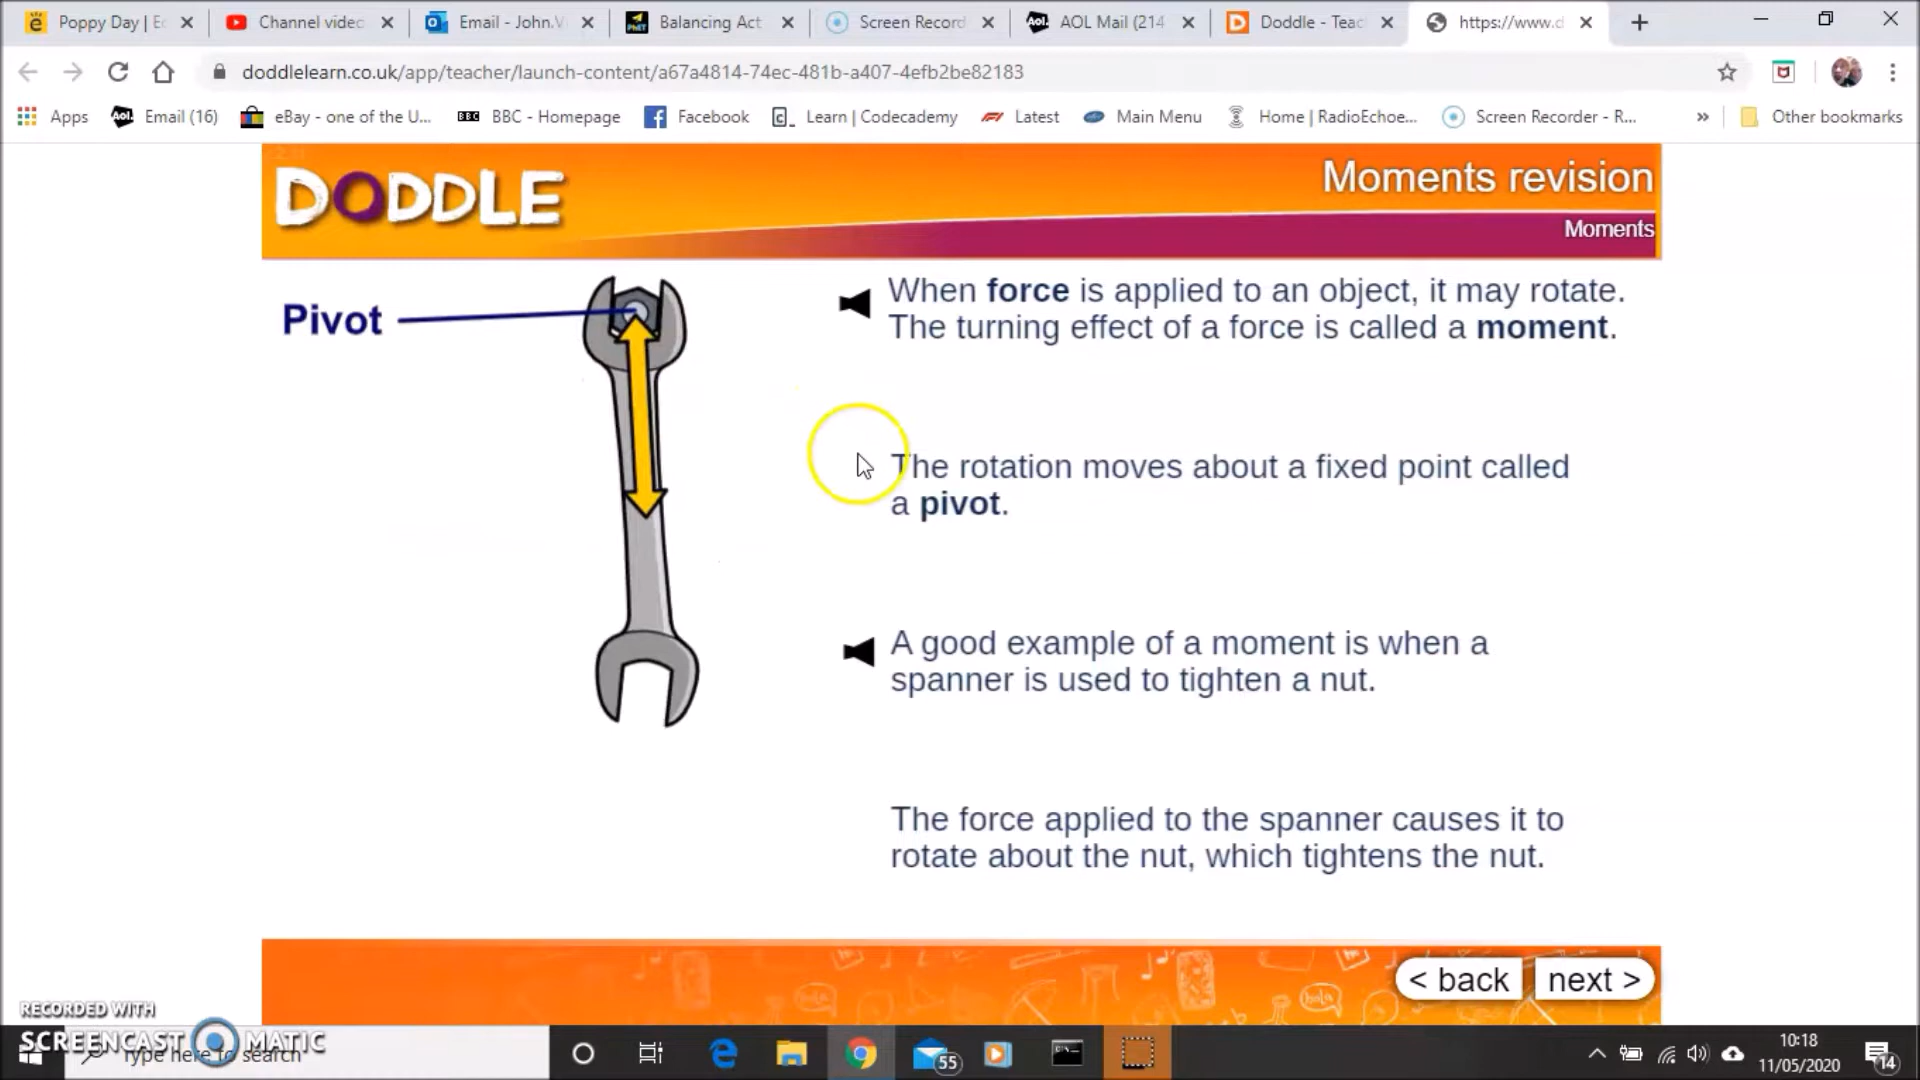 Poppy Day | E
Channel video
Email - John.V
Balancing Act
Screen Record
AOL Mail (214
Doddle - Teac
https://www.d
doddlelearn.co.uk/app/teacher/launch-content/a67a4814-74ec-481b-a407-4efb2be82183
Apps
Aol.
Email (16)
eBay - one of the U...
BBC
BBC - Homepage
Facebook
Learn | Codecademy
Latest
Main Menu
Home | RadioEchoe...
Screen Recorder - R...
»
Other bookmarks
DODDLE
Moments revision
Moments
Pivot
When force is applied to an object, it may rotate.
The turning effect of a force is called a moment.
The rotation moves about a fixed point called
a pivot.
A good example of a moment is when a
spanner is used to tighten a nut.
The force applied to the spanner causes it to
rotate about the nut, which tightens the nut.
< back
next >
RECORDED WITH
SCREENCAST MATIC
Type here to search
55
10:18
11/05/2020
14